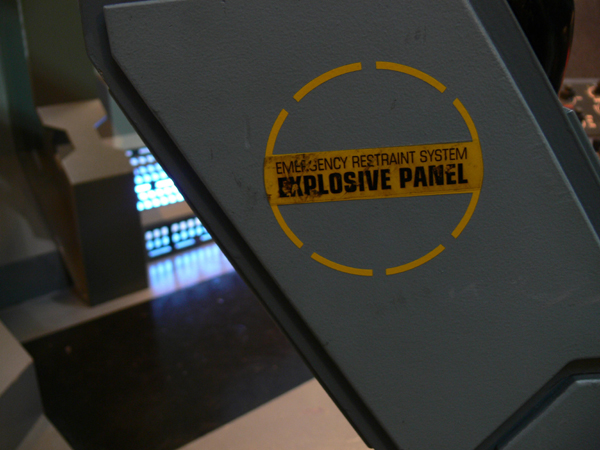 EMERGENCY RESTRAINT SYSTEM
EXPLOSIVE PANEL